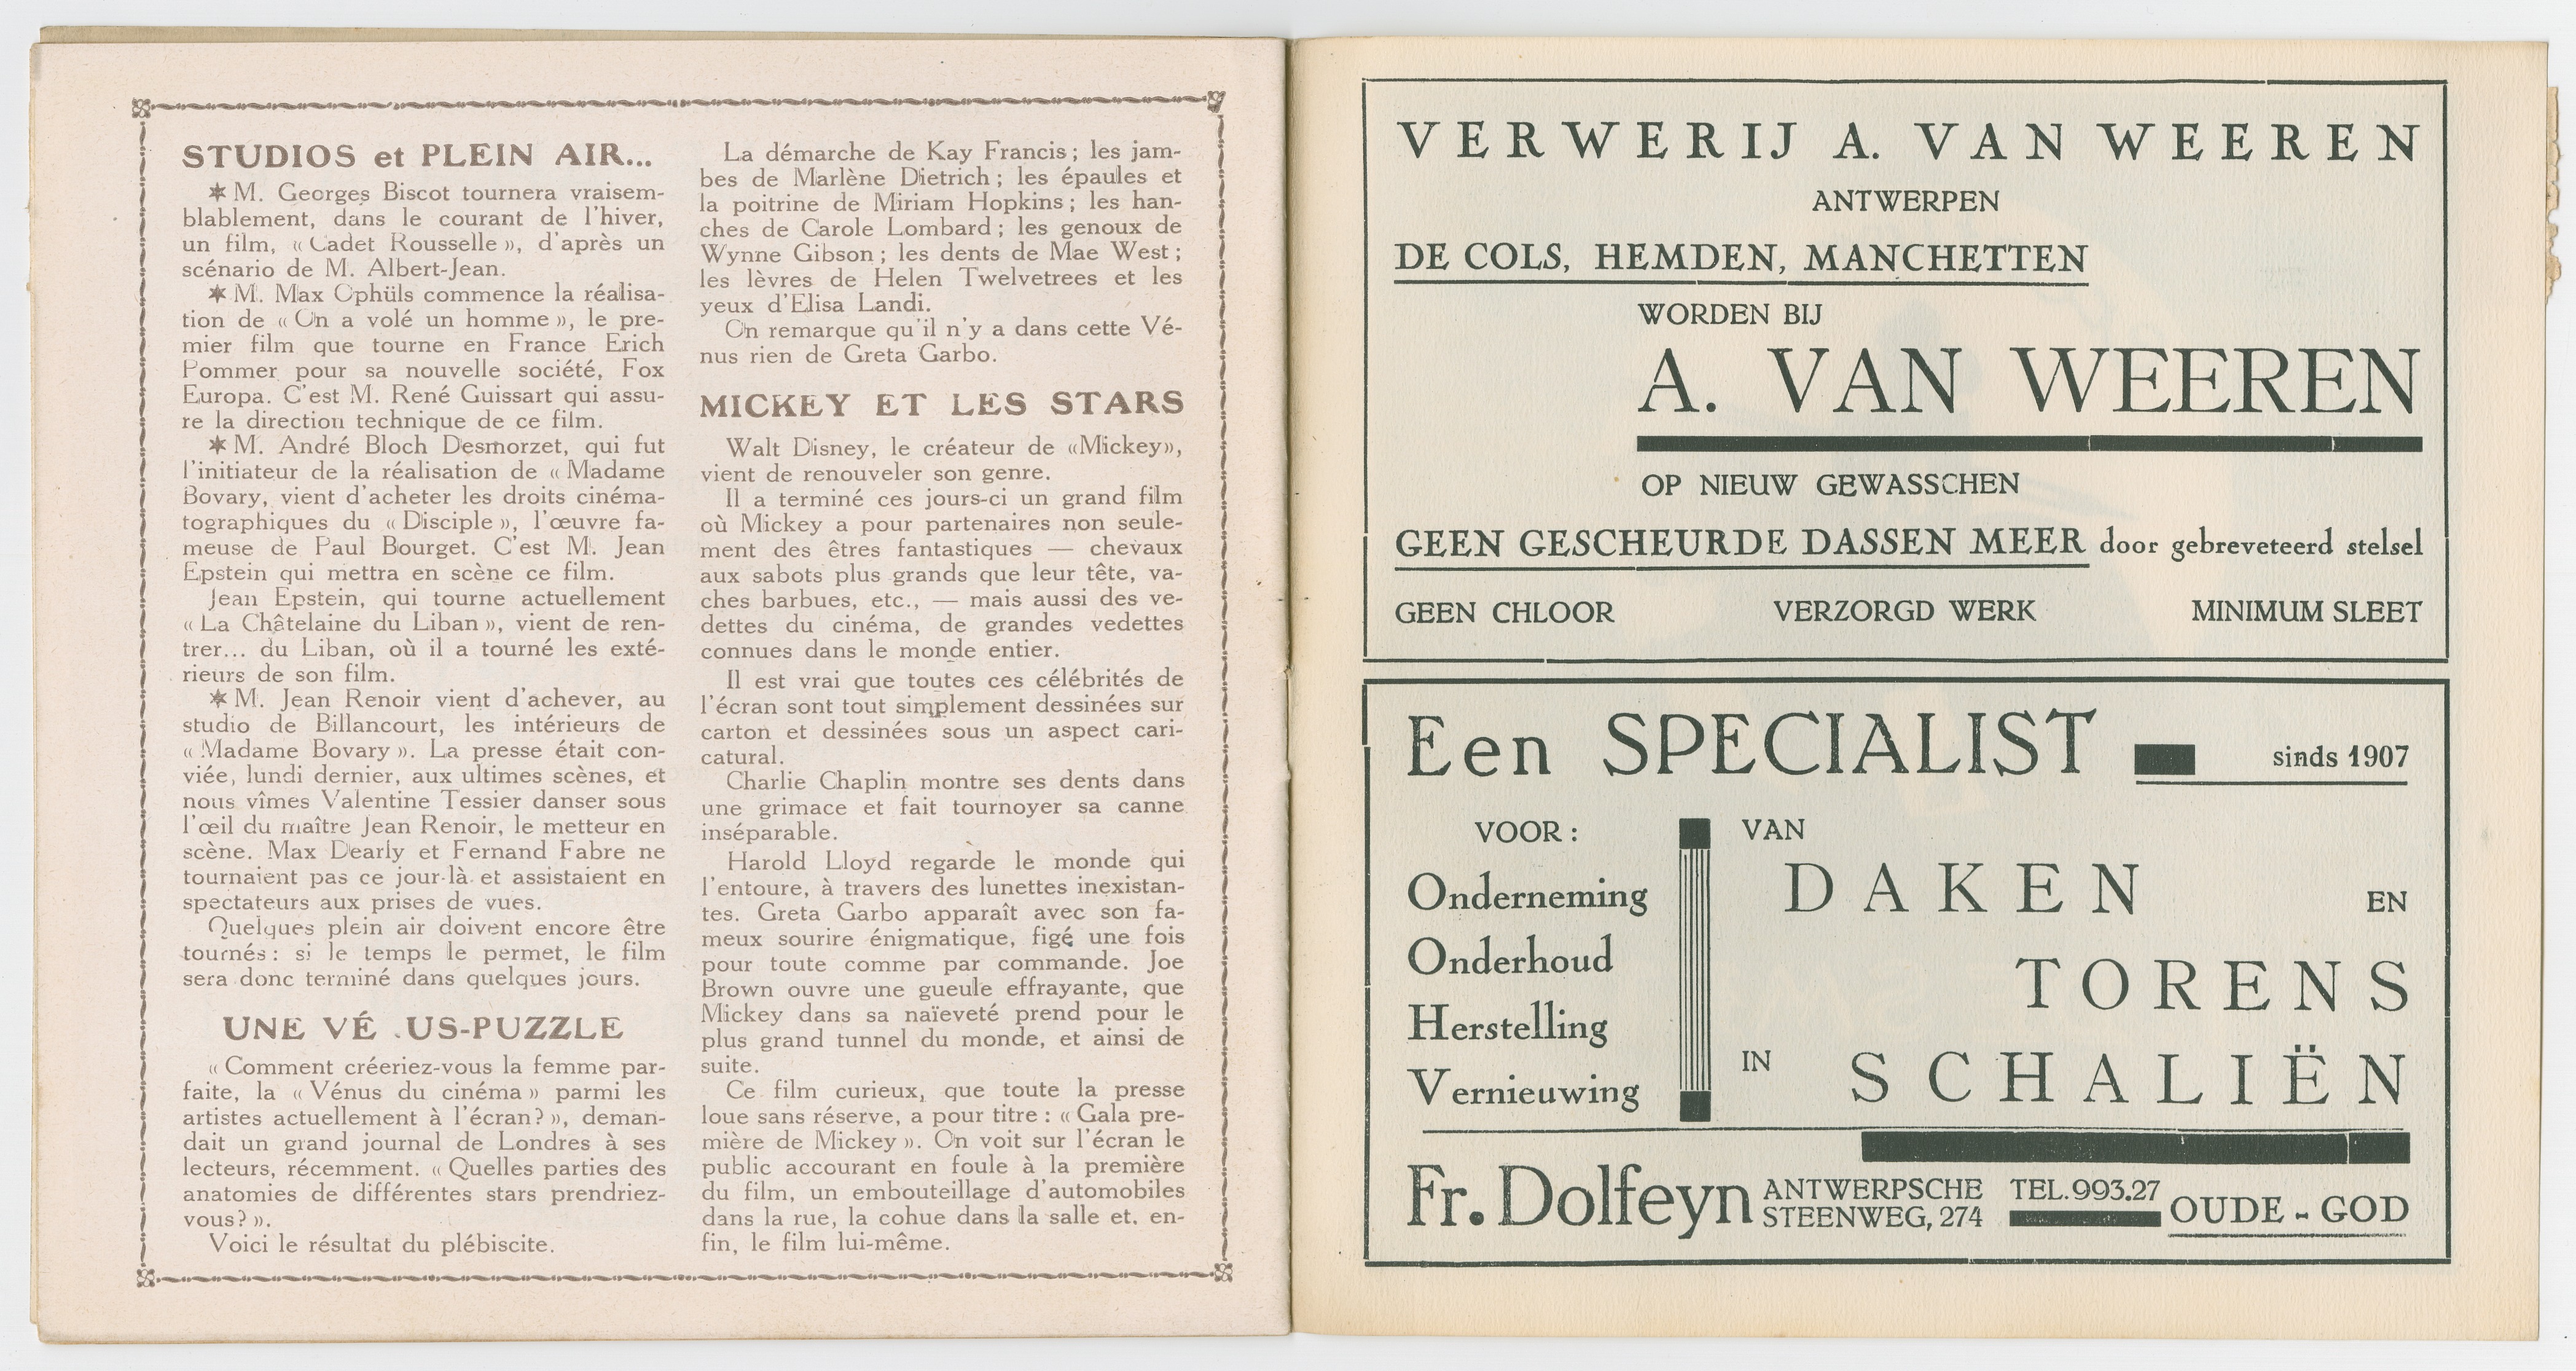 STUDIOS et PLEIN AIR...
✶ M. Georges Biscot tournera vraisem-
blablement, dans le courant de l'hiver,
un film, « Cadet Rousselle », d'après un
scénario de M. Albert-Jean.
✶ M. Max Ophüls commence la réalisa-
tion de « On a volé un homme », le pre-
mier film que tourne en France Erich
Pommer pour sa nouvelle société, Fox
Europa. C'est M. René Guissart qui assu-
re la direction technique de ce film.
✶ M. André Bloch Desmorzet, qui fut
l'initiateur de la réalisation de « Madame
Bovary, vient d'acheter les droits cinéma-
tographiques du « Disciple », l'œuvre fa-
meuse de Paul Bourget. C'est M. Jean
Epstein qui mettra en scène ce film.
Jean Epstein, qui tourne actuellement
« La Châtelaine du Liban », vient de ren-
trer... du Liban, où il a tourné les exté-
rieurs de son film.
✶ M. Jean Renoir vient d'achever, au
studio de Billancourt, les intérieurs de
« Madame Bovary ». La presse était con-
viée, lundi dernier, aux ultimes scènes, et
nous vîmes Valentine Tessier danser sous
l'œil du maître Jean Renoir, le metteur en
scène. Max Dearly et Fernand Fabre ne
tournaient pas ce jour-là et assistaient en
spectateurs aux prises de vues.
Quelques plein air doivent encore être
tournés : si le temps le permet, le film
sera donc terminé dans quelques jours.
UNE VÉ US-PUZZLE
« Comment créeriez-vous la femme par-
faite, la « Vénus du cinéma » parmi les
artistes actuellement à l'écran ? », deman-
dait un grand journal de Londres à ses
lecteurs, récemment. « Quelles parties des
anatomies de différentes stars prendriez-
vous ? ».
Voici le résultat du plébiscite.
La démarche de Kay Francis ; les jam-
bes de Marlène Dietrich ; les épaules et
la poitrine de Miriam Hopkins ; les han-
ches de Carole Lombard ; les genoux de
Wynne Gibson ; les dents de Mae West ;
les lèvres de Helen Twelvetrees et les
yeux d'Elisa Landi.
On remarque qu'il n'y a dans cette Vé-
nus rien de Greta Garbo.
MICKEY ET LES STARS
Walt Disney, le créateur de «Mickey»,
vient de renouveler son genre.
Il a terminé ces jours-ci un grand film
où Mickey a pour partenaires non seule-
ment des êtres fantastiques — chevaux
aux sabots plus grands que leur tête, va-
ches barbues, etc., — mais aussi des ve-
dettes du cinéma, de grandes vedettes
connues dans le monde entier.
Il est vrai que toutes ces célébrités de
l'écran sont tout simplement dessinées sur
carton et dessinées sous un aspect cari-
catural.
Charlie Chaplin montre ses dents dans
une grimace et fait tournoyer sa canne
inséparable.
Harold Lloyd regarde le monde qui
l'entoure, à travers des lunettes inexistan-
tes. Greta Garbo apparaît avec son fa-
meux sourire énigmatique, figé une fois
pour toute comme par commande. Joe
Brown ouvre une gueule effrayante, que
Mickey dans sa naïeveté prend pour le
plus grand tunnel du monde, et ainsi de
suite.
Ce film curieux, que toute la presse
loue sans réserve, a pour titre : « Gala pre-
mière de Mickey ». On voit sur l'écran le
public accourant en foule à la première
du film, un embouteillage d'automobiles
dans la rue, la cohue dans la salle et, en-
fin, le film lui-même.
VERWERIJ A. VAN WEEREN
ANTWERPEN
DE COLS, HEMDEN, MANCHETTEN
WORDEN BIJ
A. VAN WEEREN
OP NIEUW GEWASSCHEN
GEEN GESCHEURDE DASSEN MEER door gebreveteerd stelsel
GEEN CHLOOR VERZORGD WERK MINIMUM SLEET
Een SPECIALIST sinds 1907
VOOR :
Onderneming
Onderhoud
Herstelling
Vernieuwing
VAN
DAKEN EN
TORENS
IN SCHALIËN
Fr. Dolfeyn ANTWERPSCHE STEENWEG, 274 TEL. 993.27 OUDE - GOD